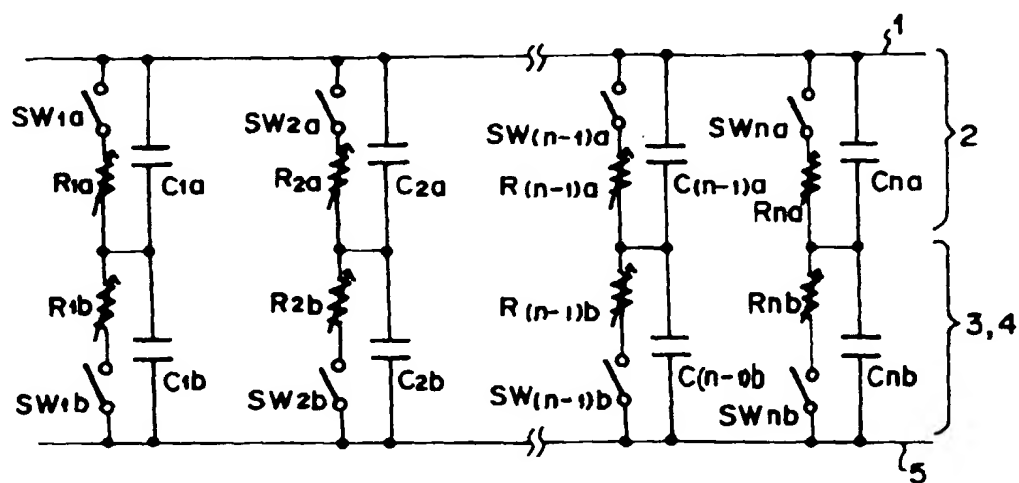 1
SW1a
R1a
C1a
SW2a
R2a
C2a
SW(n-1)a
R(n-1)a
C(n-1)a
SWna
Rna
Cna
2
R1b
C1b
SW1b
R2b
C2b
SW2b
R(n-1)b
C(n-1)b
SW(n-1)b
Rnb
Cnb
SWnb
3,4
5